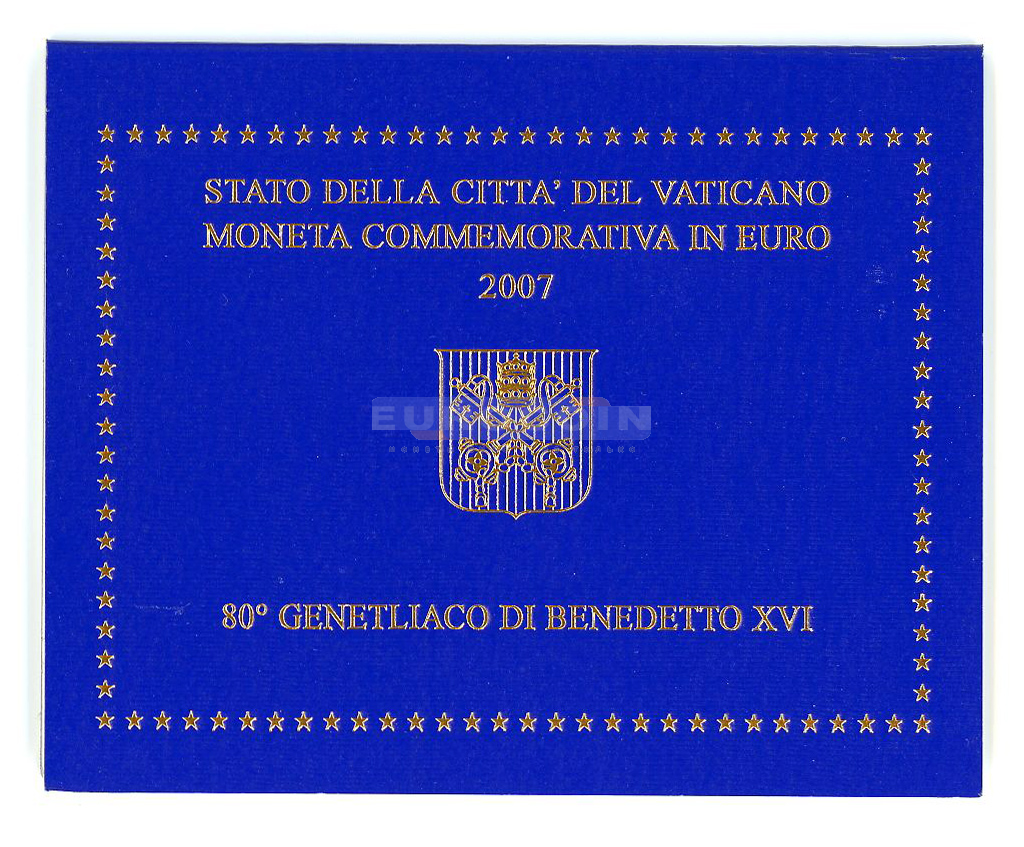 STATO DELLA CITTA' DEL VATICANO
MONETA COMMEMORATIVA IN EURO
2007
80° GENETLIACO DI BENEDETTO XVI